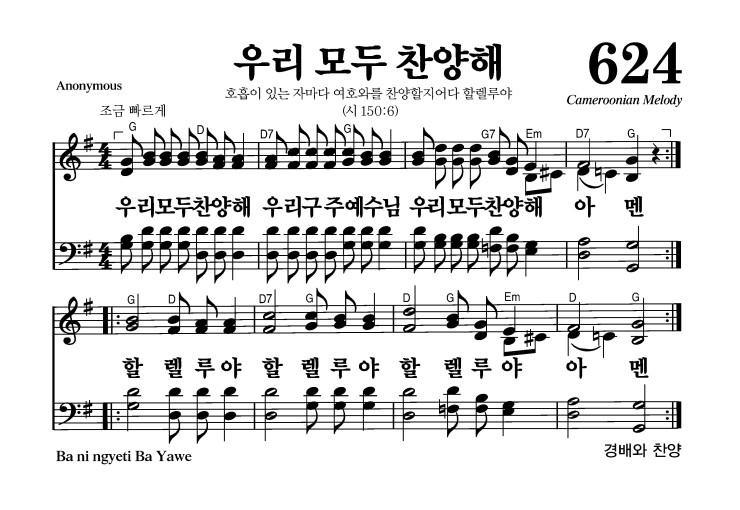 우리 모두 찬양해
624
Anonymous
호흡이 있는 자마다 여호와를 찬양할지어다 할렐루야
(시 150:6)
Cameroonian Melody
조금 빠르게
G D D7 G G7 Em D7 G
우리모두찬양해 우리구주예수님 우리모두찬양해 아 멘
G D D7 G D G Em D G
할 렐 루 야 할 렐 루 야 할 렐 루 야 아 멘
Ba ni ngyeti Ba Yawe
경배와 찬양